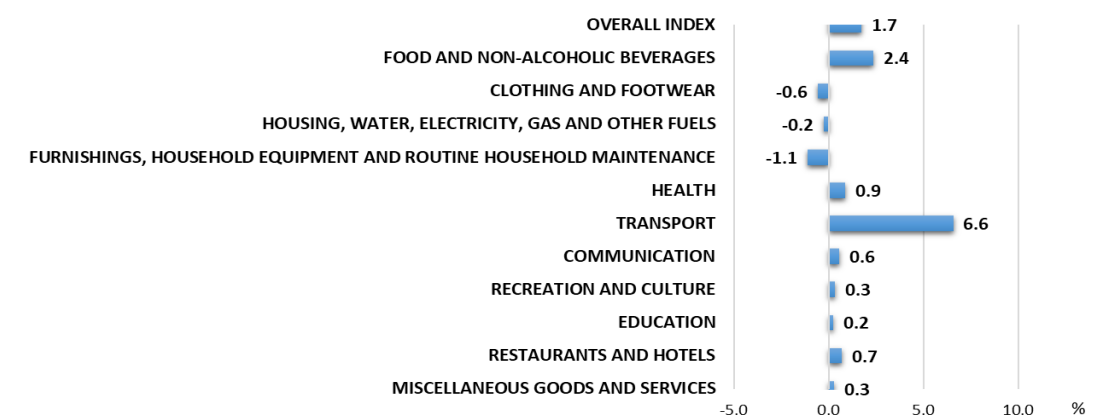 OVERALL INDEX 1.7
FOOD AND NON-ALCOHOLIC BEVERAGES 2.4
CLOTHING AND FOOTWEAR -0.6
HOUSING, WATER, ELECTRICITY, GAS AND OTHER FUELS -0.2
FURNISHINGS, HOUSEHOLD EQUIPMENT AND ROUTINE HOUSEHOLD MAINTENANCE -1.1
HEALTH 0.9
TRANSPORT 6.6
COMMUNICATION 0.6
RECREATION AND CULTURE 0.3
EDUCATION 0.2
RESTAURANTS AND HOTELS 0.7
MISCELLANEOUS GOODS AND SERVICES 0.3
-5.0 0.0 5.0 10.0 %